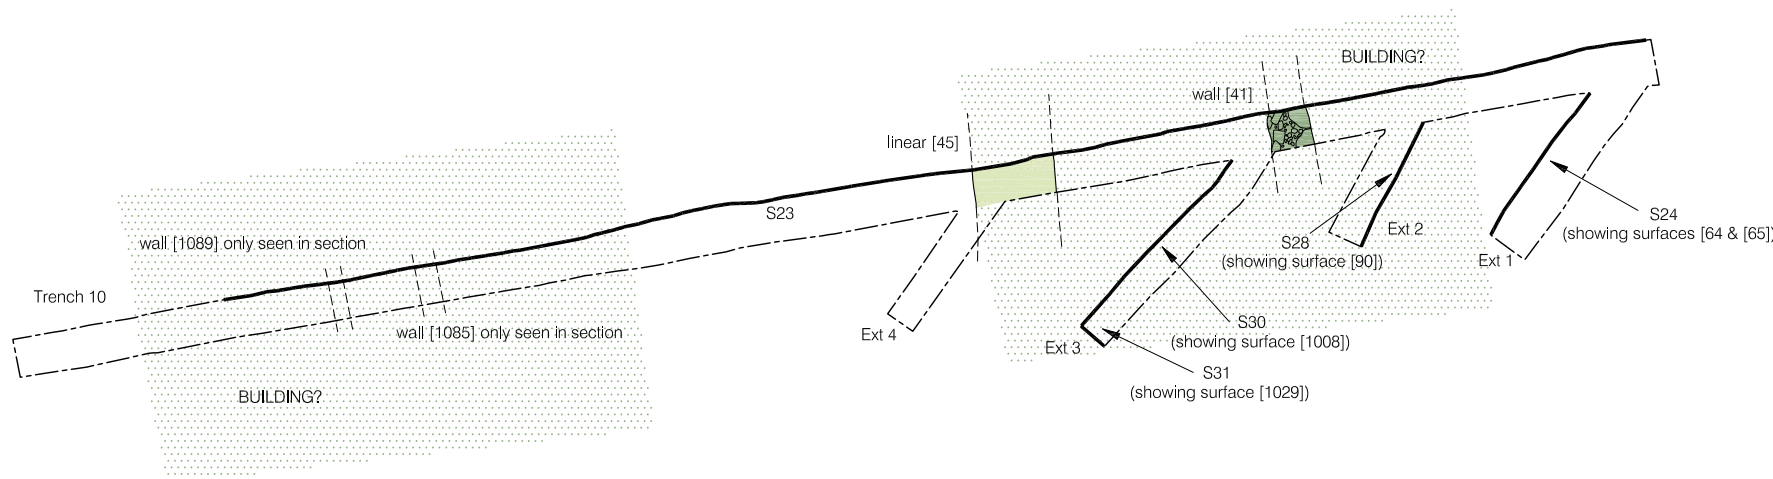 BUILDING?
wall [41]
linear [45]
S23
S24
(showing surfaces [64 & [65])
S28
(showing surface [90])
Ext 2
Ext 1
wall [1089] only seen in section
Trench 10
wall [1085] only seen in section
Ext 4
Ext 3
S30
(showing surface [1008])
S31
(showing surface [1029])
BUILDING?